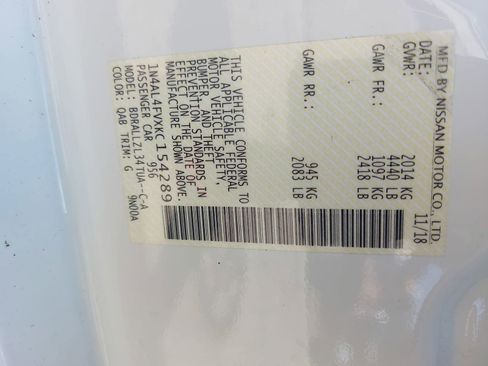 MFD BY NISSAN MOTOR CO., LTD.
DATE: 11/18
GVWR: 2014 KG
4440 LB
GAWR FR.: 1097 KG
2418 LB
GAWR RR.: 945 KG
2083 LB
THIS VEHICLE CONFORMS TO
ALL APPLICABLE FEDERAL
MOTOR VEHICLE SAFETY,
BUMPER, AND THEFT
PREVENTION STANDARDS IN
EFFECT ON THE DATE OF
MANUFACTURE SHOWN ABOVE.
1N4AL4FVXKC154289
PASSENGER CAR 956
MODEL: BDRALLZL34TUA--C-A
COLOR: QAB TRIM: G 9N00A